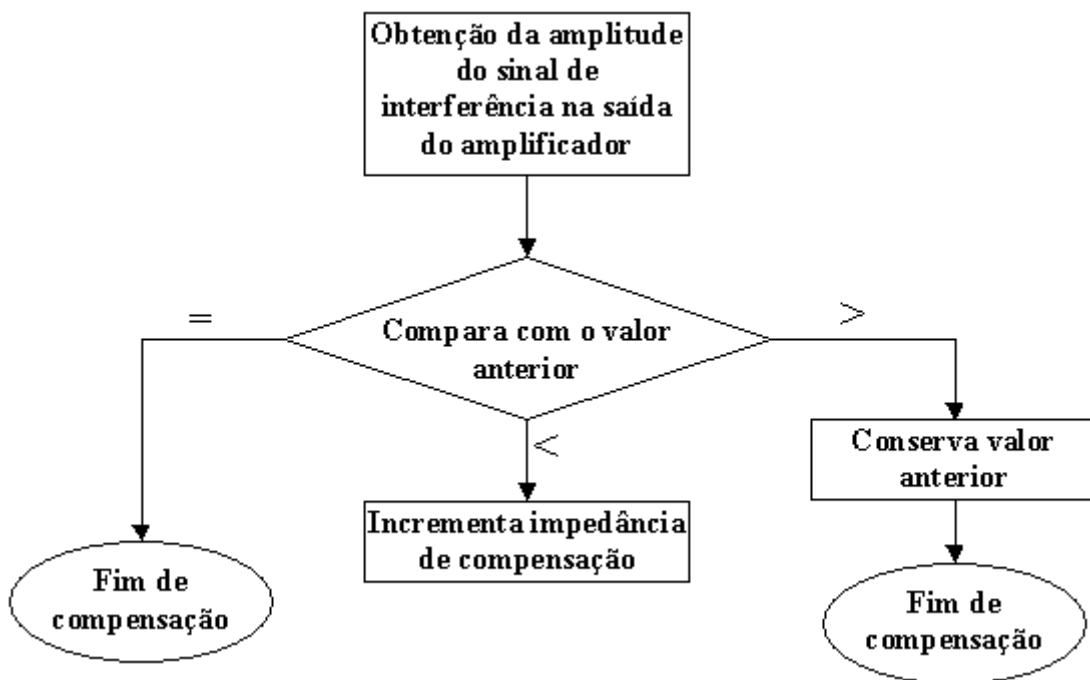 Obtenção da amplitude
do sinal de
interferência na saída
do amplificador
=
>
Compara com o valor
anterior
<
Conserva valor
anterior
Incrementa impedância
de compensação
Fim de
compensação
Fim de
compensação